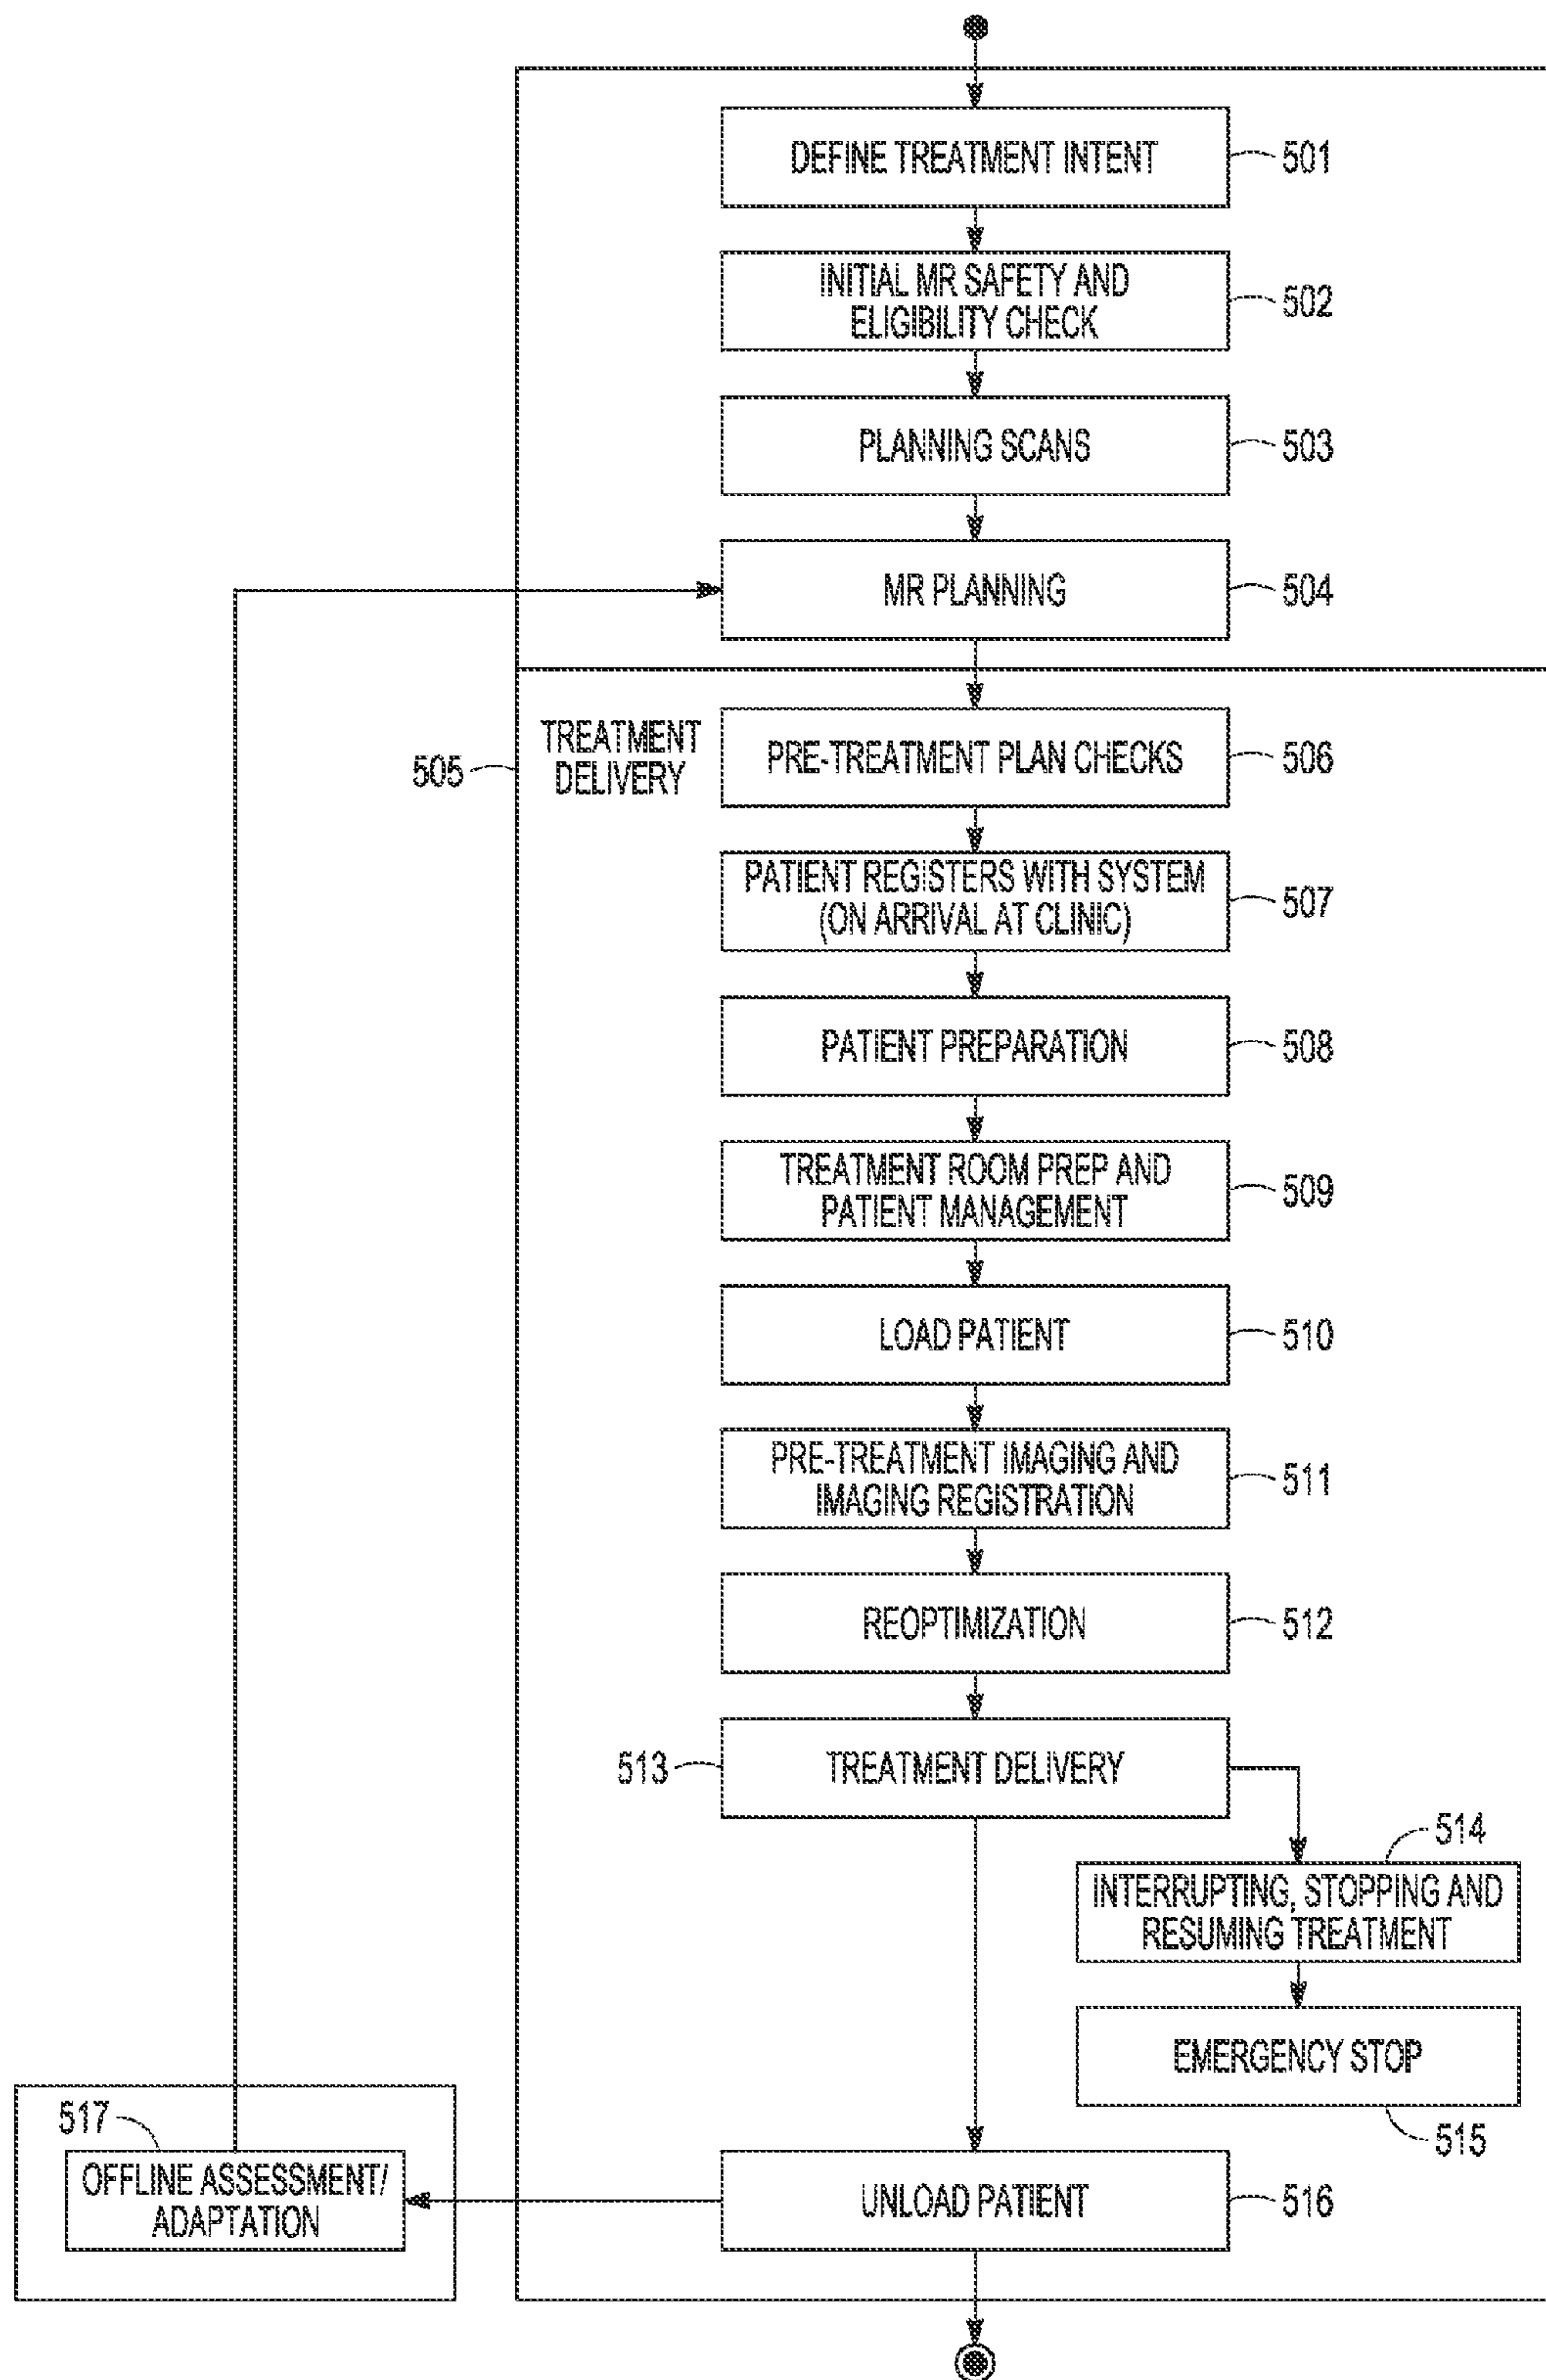 DEFINE TREATMENT INTENT
501
INITIAL MR SAFETY AND
ELIGIBILITY CHECK
502
PLANNING SCANS
503
MR PLANNING
504
505
TREATMENT
DELIVERY
PRE-TREATMENT PLAN CHECKS
506
PATIENT REGISTERS WITH SYSTEM
(ON ARRIVAL AT CLINIC)
507
PATIENT PREPARATION
508
TREATMENT ROOM PREP AND
PATIENT MANAGEMENT
509
LOAD PATIENT
510
PRE-TREATMENT IMAGING AND
IMAGING REGISTRATION
511
REOPTIMIZATION
512
513
TREATMENT DELIVERY
514
INTERRUPTING, STOPPING AND
RESUMING TREATMENT
EMERGENCY STOP
515
517
OFFLINE ASSESSMENT/
ADAPTATION
UNLOAD PATIENT
516